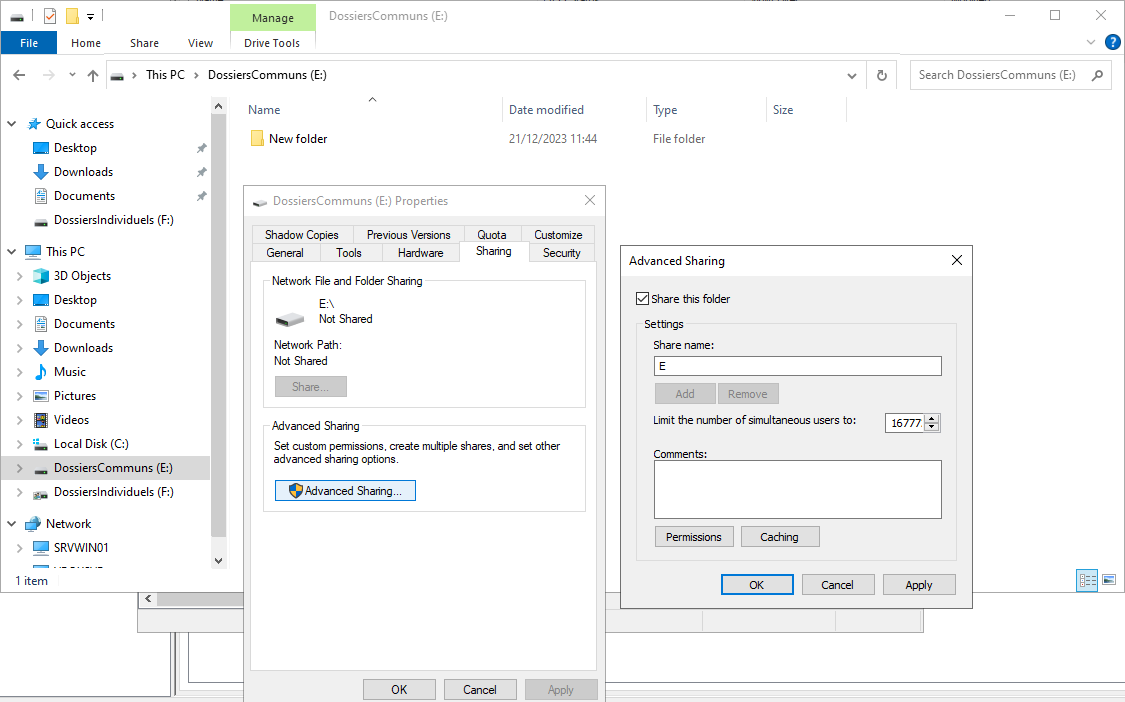 Manage
DossiersCommuns (E:)
File
Home
Share
View
Drive Tools
This PC
DossiersCommuns (E:)
Search DossiersCommuns (E:)
Name
Date modified
Type
Size
New folder
21/12/2023 11:44
File folder
Quick access
Desktop
Downloads
Documents
DossiersIndividuels (F:)
This PC
3D Objects
Desktop
Documents
Downloads
Music
Pictures
Videos
Local Disk (C:)
DossiersCommuns (E:)
DossiersIndividuels (F:)
Network
SRVWIN01
1 item
DossiersCommuns (E:) Properties
Shadow Copies
Previous Versions
Quota
Customize
General
Tools
Hardware
Sharing
Security
Network File and Folder Sharing
E:\
Not Shared
Network Path:
Not Shared
Share...
Advanced Sharing
Set custom permissions, create multiple shares, and set other
advanced sharing options.
Advanced Sharing...
OK
Cancel
Apply
Advanced Sharing
Share this folder
Settings
Share name:
E
Add
Remove
Limit the number of simultaneous users to:
16777
Comments:
Permissions
Caching
OK
Cancel
Apply